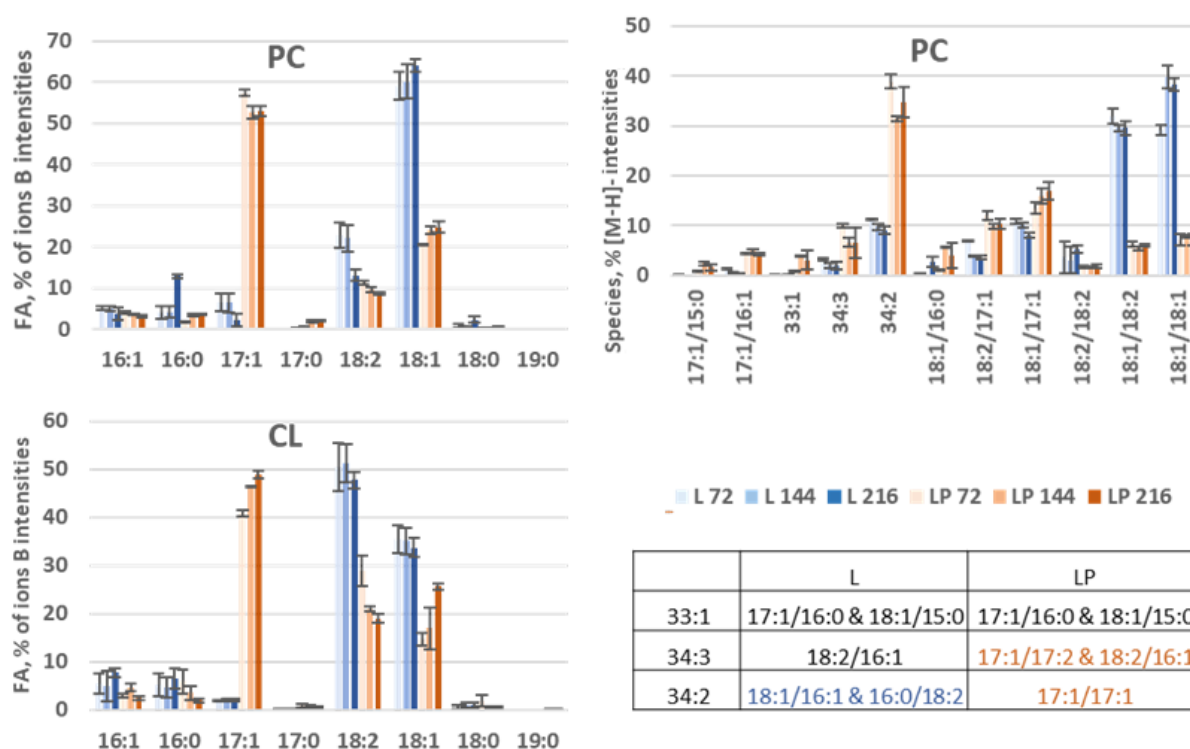 PC
FA, % of ions B intensities
70
60
50
40
30
20
10
0
16:1 16:0 17:1 17:0 18:2 18:1 18:0 19:0
PC
Species, % [M-H]- intensities
50
40
30
20
10
0
17:1/15:0
17:1/16:1
33:1
34:3
34:2
18:1/16:0
18:2/17:1
18:1/17:1
18:2/18:2
18:1/18:2
18:1/18:1
CL
FA, % of ions B intensities
60
50
40
30
20
10
0
16:1 16:0 17:1 17:0 18:2 18:1 18:0 19:0
L 72 L 144 L 216 LP 72 LP 144 LP 216
L LP
33:1 17:1/16:0 & 18:1/15:0 17:1/16:0 & 18:1/15:0
34:3 18:2/16:1 17:1/17:2 & 18:2/16:1
34:2 18:1/16:1 & 16:0/18:2 17:1/17:1